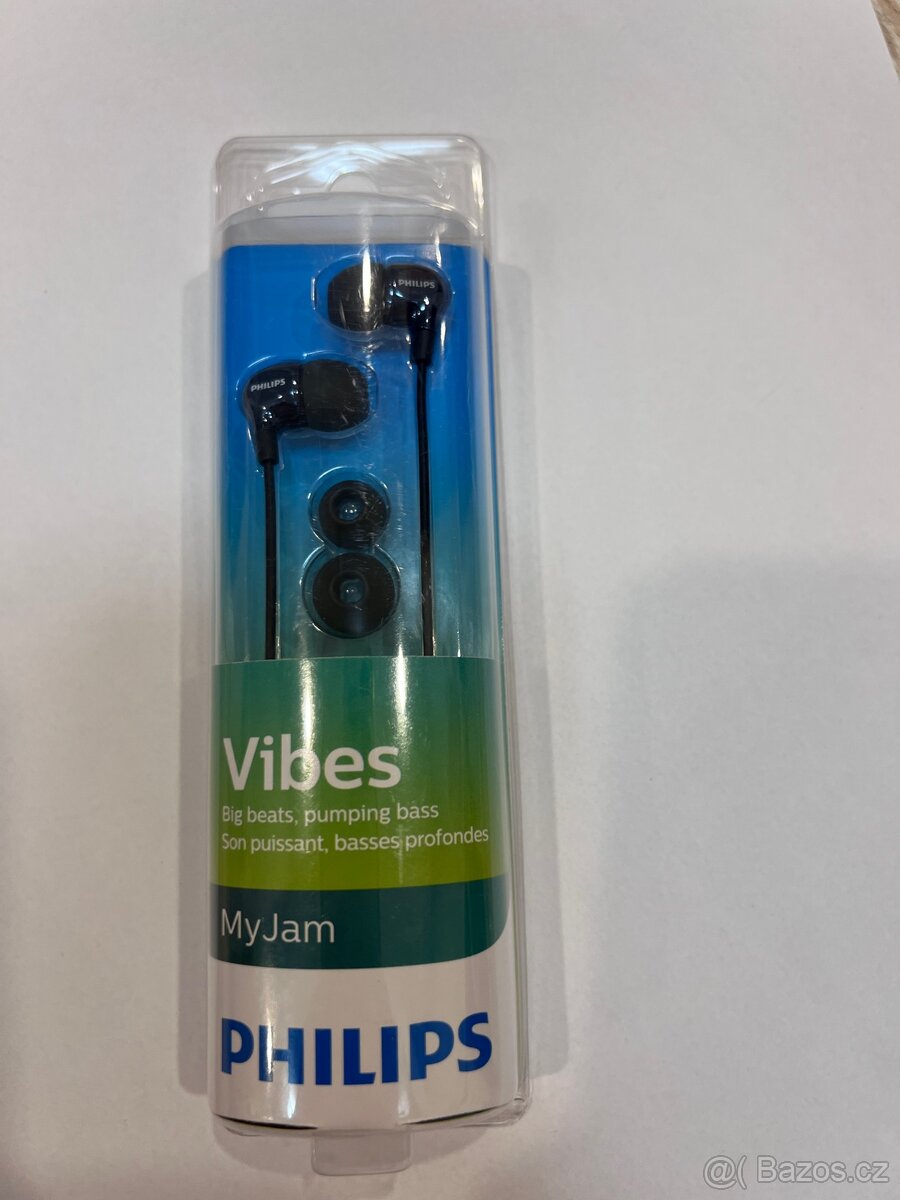 PHILIPS
PHILIPS
Vibes
Big beats, pumping bass
Son puissant, basses profondes
MyJam
PHILIPS
@( Bazos.cz